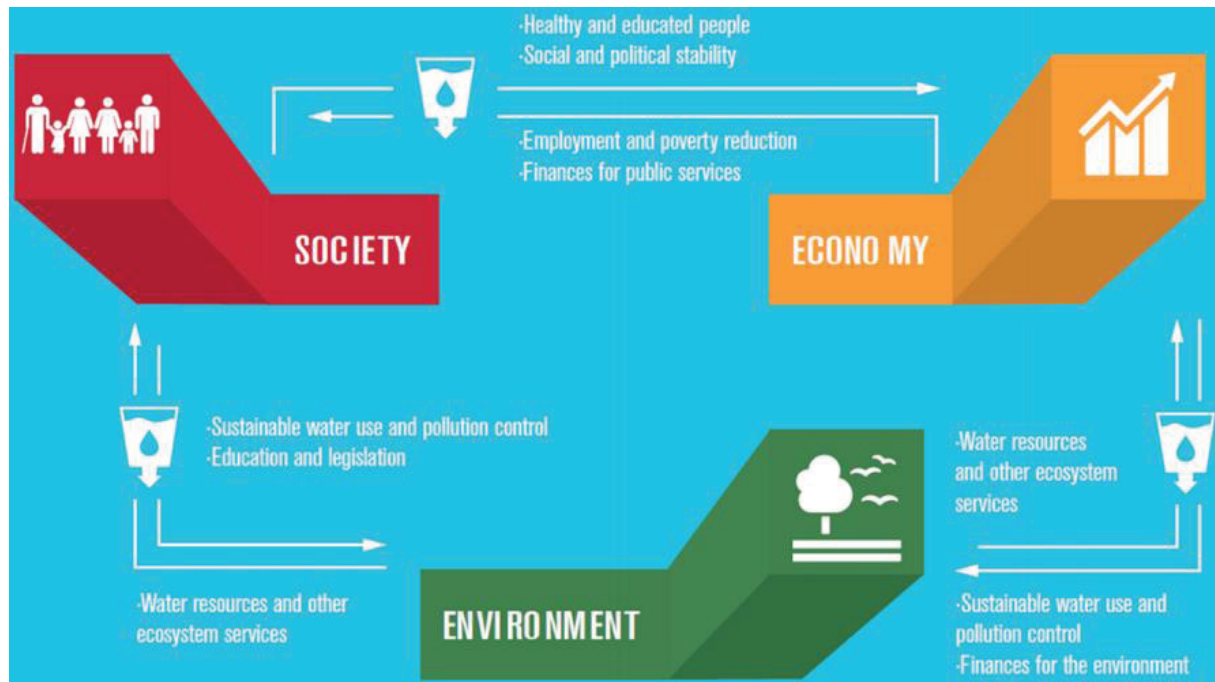 ·Healthy and educated people
·Social and political stability
·Employment and poverty reduction
·Finances for public services
SOCIETY
ECONO MY
·Sustainable water use and pollution control
·Education and legislation
·Water resources
and other ecosystem
services
·Water resources and other
ecosystem services
ENVIRONMENT
·Sustainable water use and
pollution control
·Finances for the environment